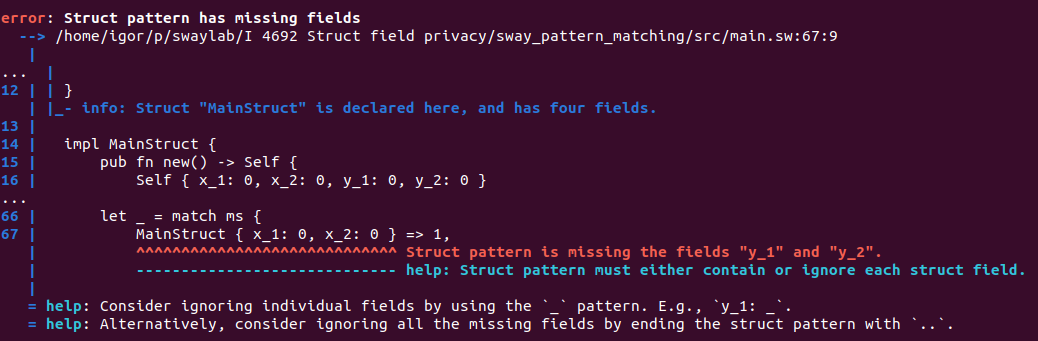 error: Struct pattern has missing fields
  --> /home/igor/p/swaylab/I 4692 Struct field privacy/sway_pattern_matching/src/main.sw:67:9
   |
...  |
12 | | }
   | |_- info: Struct "MainStruct" is declared here, and has four fields.
13 |
14 |   impl MainStruct {
15 |       pub fn new() -> Self {
16 |           Self { x_1: 0, x_2: 0, y_1: 0, y_2: 0 }
...
66 |       let _ = match ms {
67 |           MainStruct { x_1: 0, x_2: 0 } => 1,
   |           ^^^^^^^^^^^^^^^^^^^^^^^^^^^^^ Struct pattern is missing the fields "y_1" and "y_2".
   |           ----------------------------- help: Struct pattern must either contain or ignore each struct field.
   |
   = help: Consider ignoring individual fields by using the `_` pattern. E.g., `y_1: _`.
   = help: Alternatively, consider ignoring all the missing fields by ending the struct pattern with `..`.